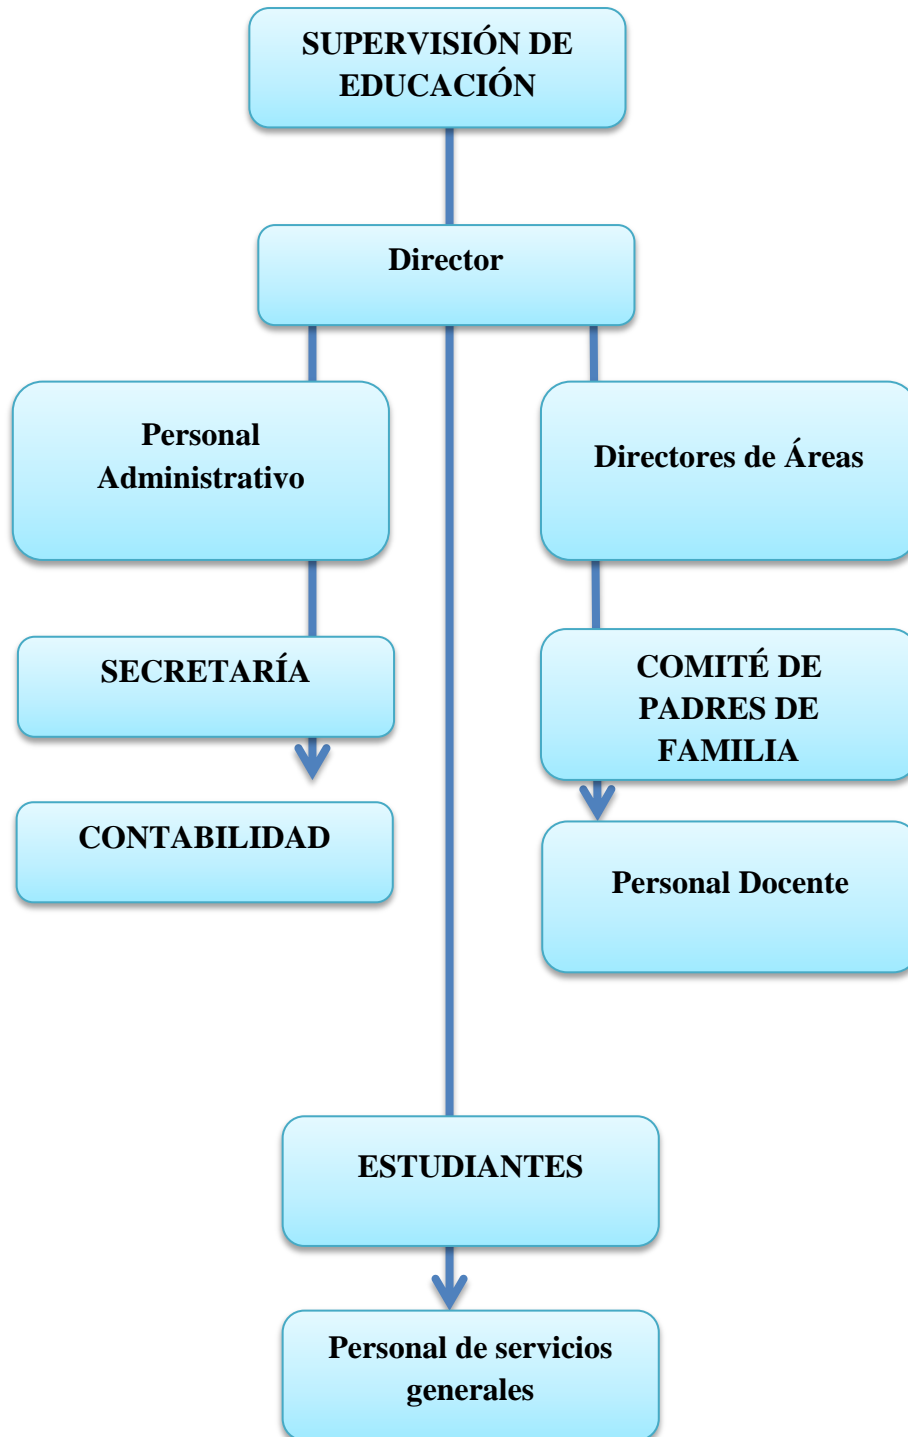 SUPERVISIÓN DE
EDUCACIÓN
Director
Personal
Administrativo
Directores de Áreas
SECRETARÍA
COMITÉ DE
PADRES DE
FAMILIA
CONTABILIDAD
Personal Docente
ESTUDIANTES
Personal de servicios
generales